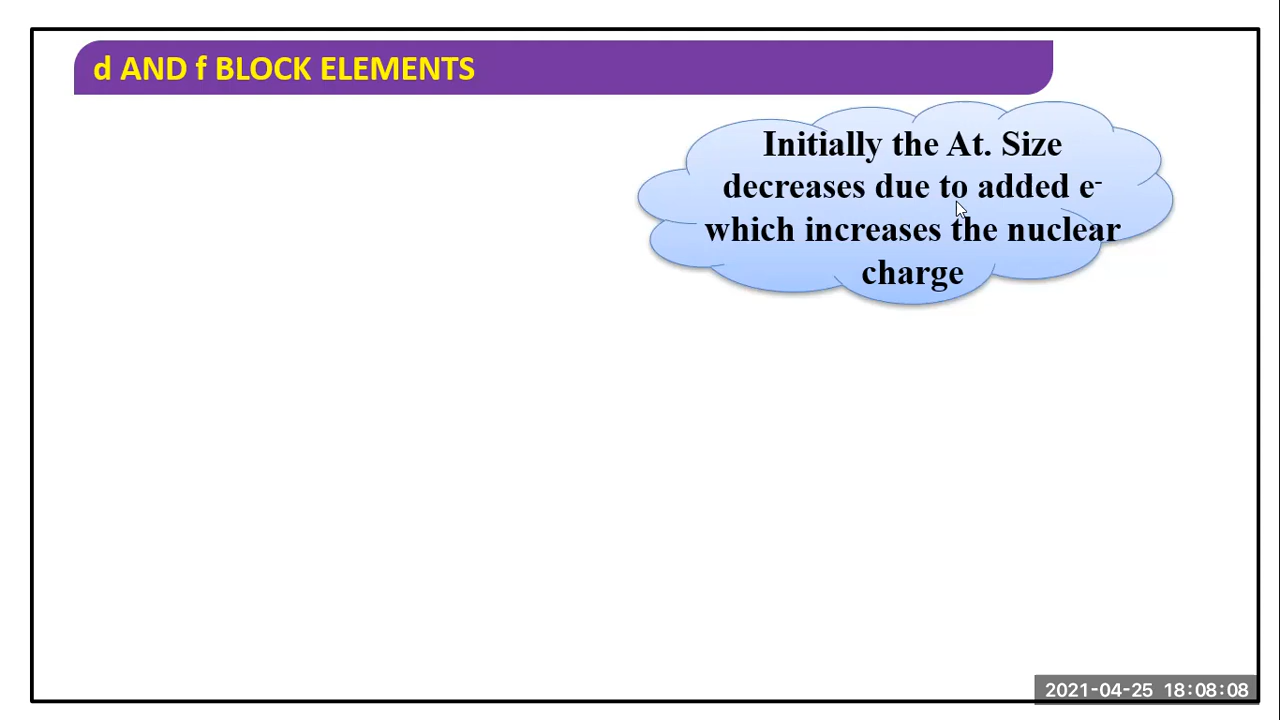 d AND f BLOCK ELEMENTS
Initially the At. Size
decreases due to added e⁻
which increases the nuclear
charge
2021-04-25 18:08:08